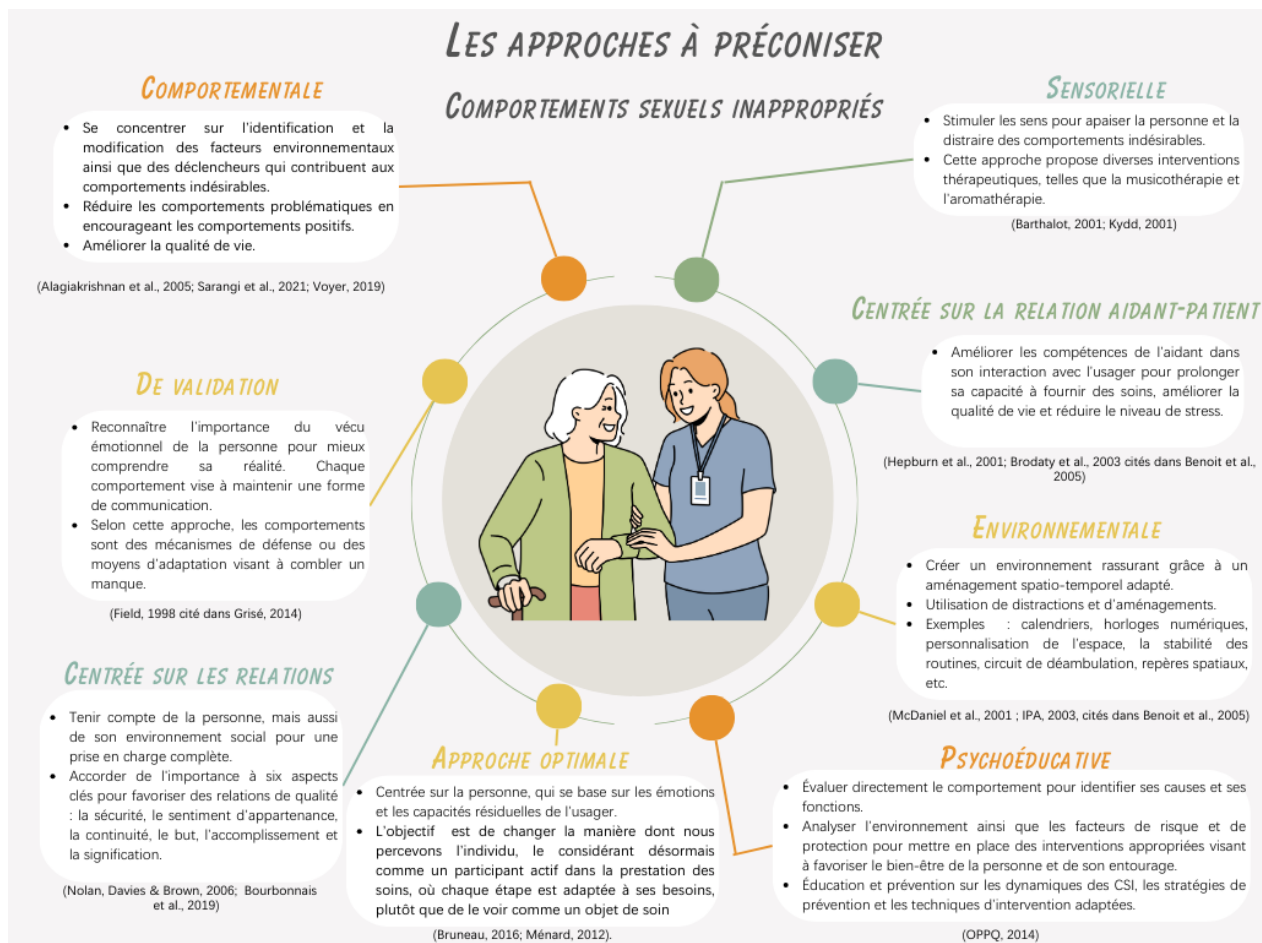 LES APPROCHES À PRÉCONISER
COMPORTEMENTS SEXUELS INAPPROPRIÉS
COMPORTEMENTALE
• Se concentrer sur l'identification et la
modification des facteurs environnementaux
ainsi que des déclencheurs qui contribuent aux
comportements indésirables.
• Réduire les comportements problématiques en
encourageant les comportements positifs.
• Améliorer la qualité de vie.
(Alagiakrishnan et al., 2005; Sarangi et al., 2021; Voyer, 2019)
DE VALIDATION
• Reconnaître l'importance du vécu
émotionnel de la personne pour mieux
comprendre sa réalité. Chaque
comportement vise à maintenir une forme
de communication.
• Selon cette approche, les comportements
sont des mécanismes de défense ou des
moyens d'adaptation visant à combler un
manque.
(Field, 1998 cité dans Grisé, 2014)
CENTRÉE SUR LES RELATIONS
• Tenir compte de la personne, mais aussi
de son environnement social pour une
prise en charge complète.
• Accorder de l'importance à six aspects
clés pour favoriser des relations de qualité
: la sécurité, le sentiment d'appartenance,
la continuité, le but, l'accomplissement et
la signification.
(Nolan, Davies & Brown, 2006; Bourbonnais
et al., 2019)
APPROCHE OPTIMALE
• Centrée sur la personne, qui se base sur les émotions
et les capacités résiduelles de l'usager.
• L'objectif est de changer la manière dont nous
percevons l'individu, le considérant désormais
comme un participant actif dans la prestation des
soins, où chaque étape est adaptée à ses besoins,
plutôt que de le voir comme un objet de soin
(Bruneau, 2016; Ménard, 2012).
SENSORIELLE
• Stimuler les sens pour apaiser la personne et la
distraire des comportements indésirables.
• Cette approche propose diverses interventions
thérapeutiques, telles que la musicothérapie et
l'aromathérapie.
(Barthalot, 2001; Kydd, 2001)
CENTRÉE SUR LA RELATION AIDANT-PATIENT
• Améliorer les compétences de l'aidant dans
son interaction avec l'usager pour prolonger
sa capacité à fournir des soins, améliorer la
qualité de vie et réduire le niveau de stress.
(Hepburn et al., 2001; Brodaty et al., 2003 cités dans Benoit et al.,
2005)
ENVIRONNEMENTALE
• Créer un environnement rassurant grâce à un
aménagement spatio-temporel adapté.
• Utilisation de distractions et d'aménagements.
• Exemples : calendriers, horloges numériques,
personnalisation de l'espace, la stabilité des
routines, circuit de déambulation, repères spatiaux,
etc.
(McDaniel et al., 2001 ; IPA, 2003, cités dans Benoit et al., 2005)
PSYCHOÉDUCATIVE
• Évaluer directement le comportement pour identifier ses causes et ses
fonctions.
• Analyser l'environnement ainsi que les facteurs de risque et de
protection pour mettre en place des interventions appropriées visant
à favoriser le bien-être de la personne et de son entourage.
• Éducation et prévention sur les dynamiques des CSI, les stratégies de
prévention et les techniques d'intervention adaptées.
(OPPQ, 2014)